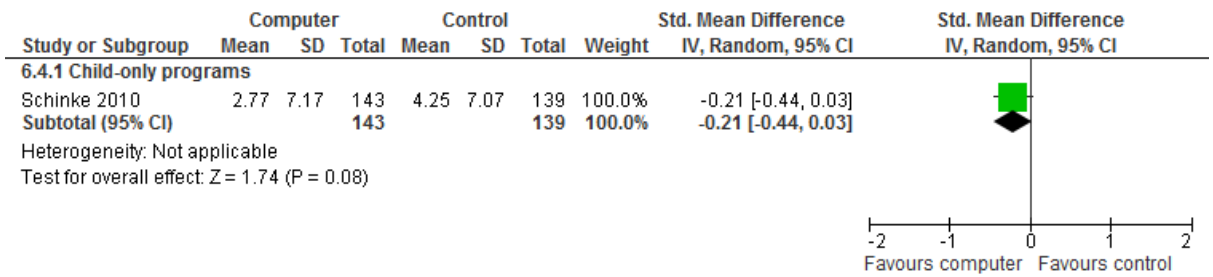 Computer Control Std. Mean Difference Std. Mean Difference
Study or Subgroup Mean SD Total Mean SD Total Weight IV, Random, 95% CI IV, Random, 95% CI
6.4.1 Child-only programs
Schinke 2010 2.77 7.17 143 4.25 7.07 139 100.0% -0.21 [-0.44, 0.03]
Subtotal (95% CI) 143 139 100.0% -0.21 [-0.44, 0.03]
Heterogeneity: Not applicable
Test for overall effect: Z = 1.74 (P = 0.08)
-2 -1 0 1 2
Favours computer Favours control